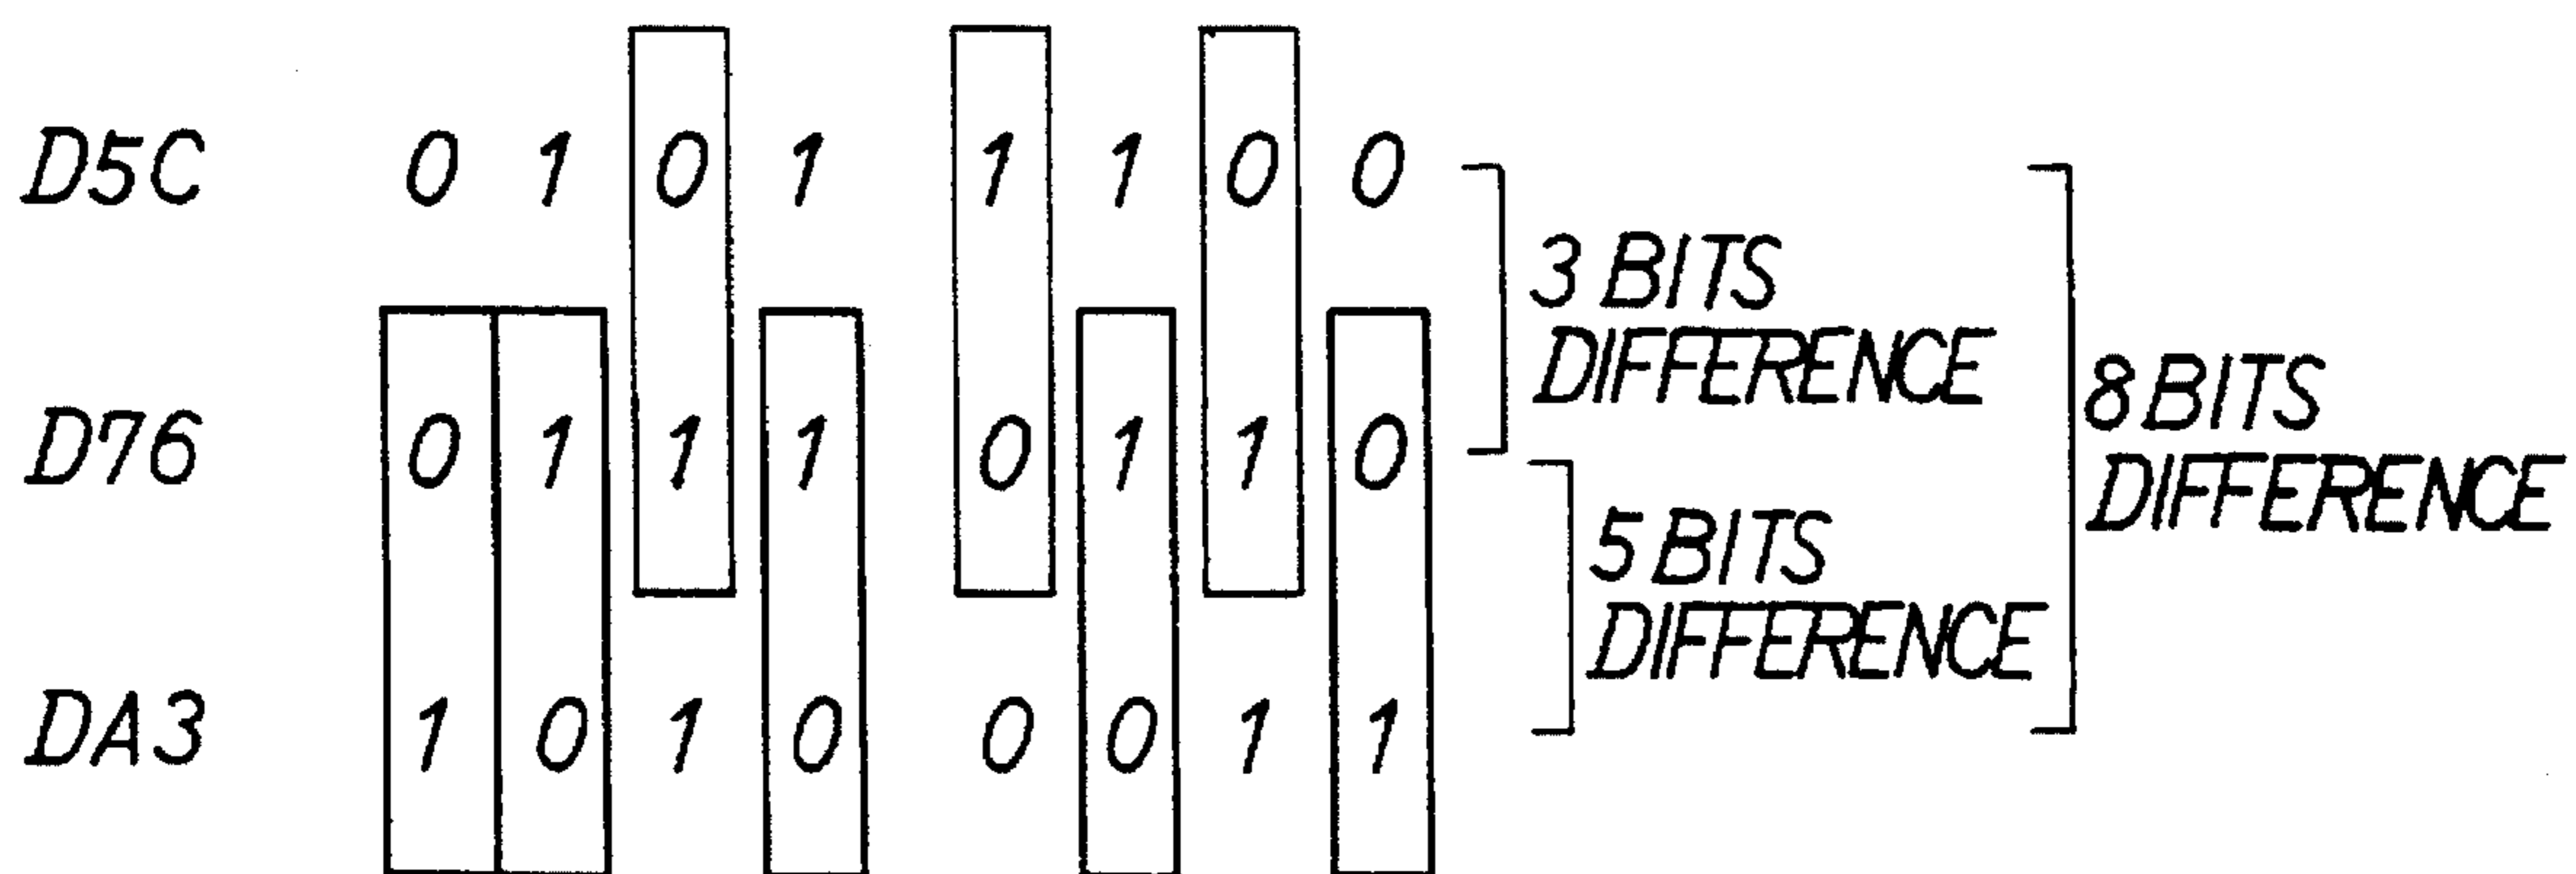 D5C 0 1 0 1 1 1 0 0
3 BITS
DIFFERENCE
8 BITS
DIFFERENCE
D76 0 1 1 1 0 1 1 0
5 BITS
DIFFERENCE
DA3 1 0 1 0 0 0 1 1